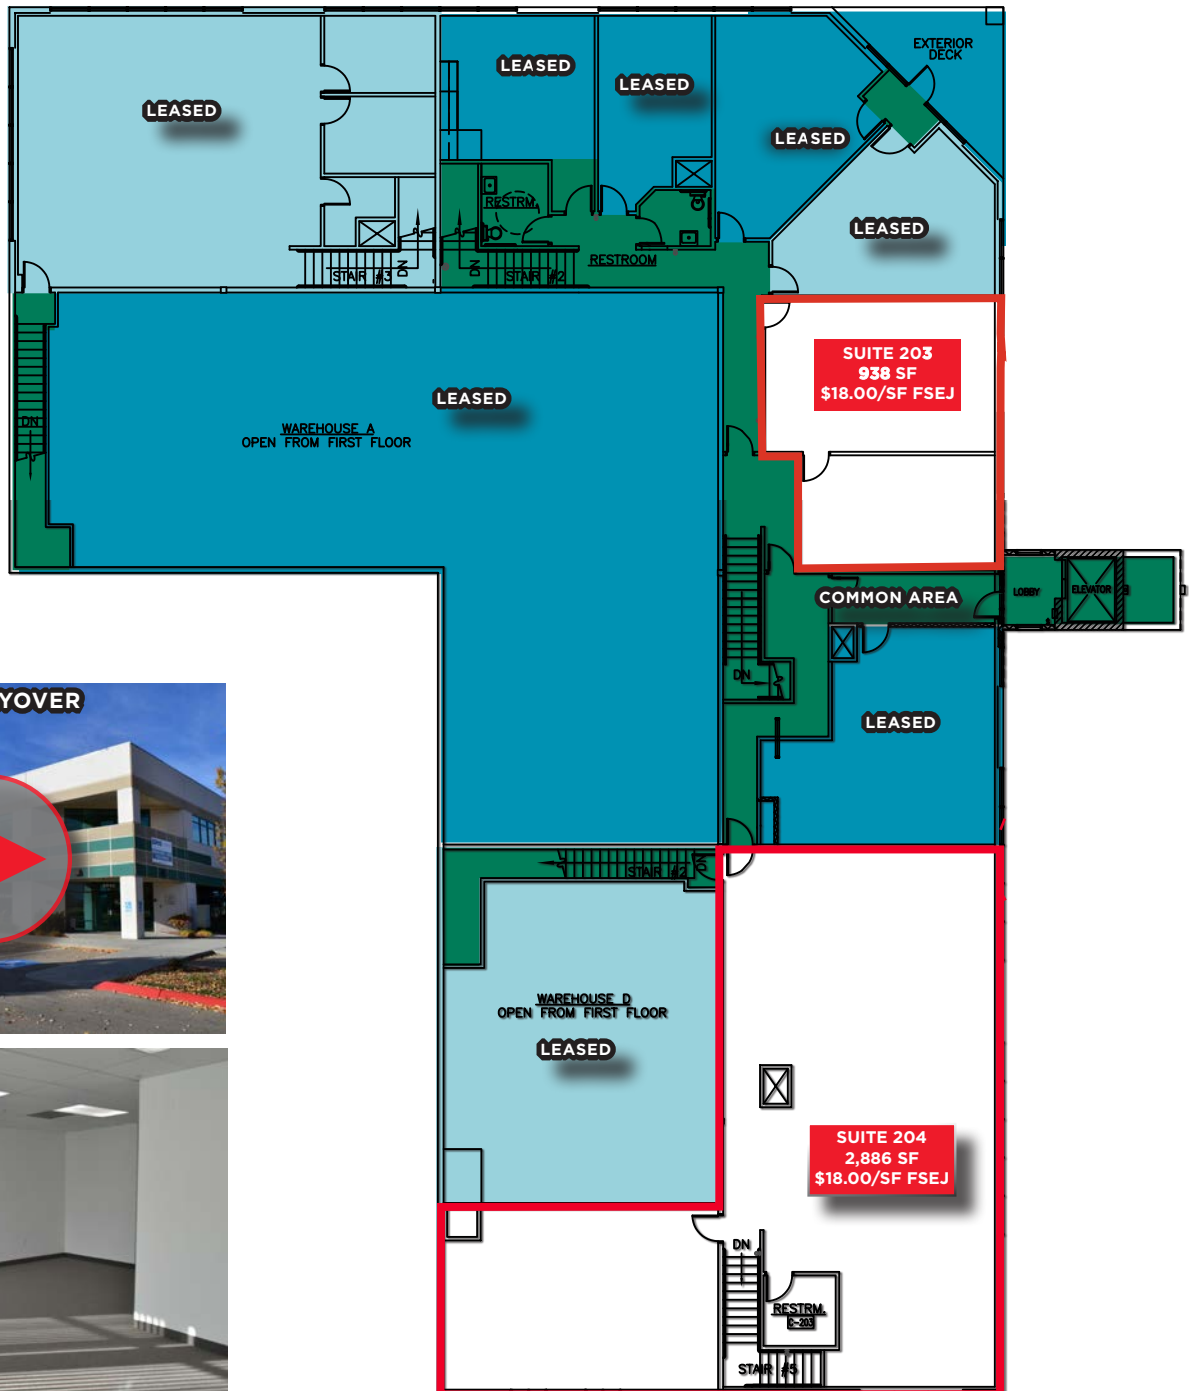 EXTERIOR
DECK
LEASED
LEASED
LEASED
LEASED
RESTRM.
LEASED
RESTROOM
STAIR #3
DN
DN
STAIR #2
SUITE 203
938 SF
$18.00/SF FSEJ
LEASED
DN
WAREHOUSE A
OPEN FROM FIRST FLOOR
COMMON AREA
LOBBY
ELEVATOR
DN
LEASED
YOVER
STAIR #2
DN
WAREHOUSE D
OPEN FROM FIRST FLOOR
LEASED
SUITE 204
2,886 SF
$18.00/SF FSEJ
DN
RESTRM.
C-203
STAIR #5